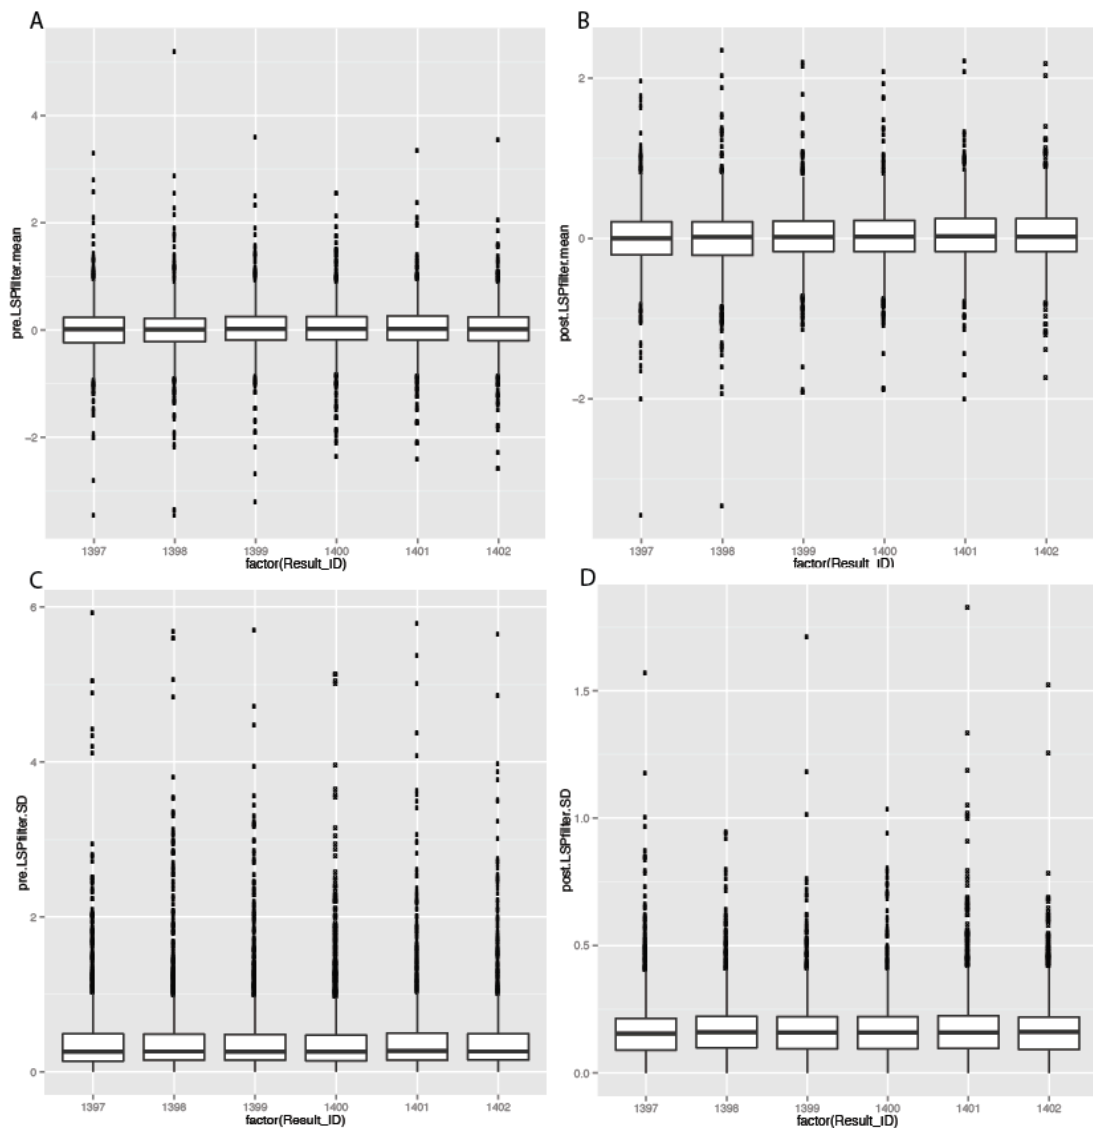 A
pre.LSPfilter.mean
4
2
0
−2
1397 1398 1399 1400 1401 1402
factor(Result_ID)
B
post.LSPfilter.mean
2
0
−2
1397 1398 1399 1400 1401 1402
factor(Result_ID)
C
pre.LSPfilter.SD
6
4
2
0
1397 1398 1399 1400 1401 1402
factor(Result_ID)
D
post.LSPfilter.SD
1.5
1.0
0.5
0.0
1397 1398 1399 1400 1401 1402
factor(Result_ID)